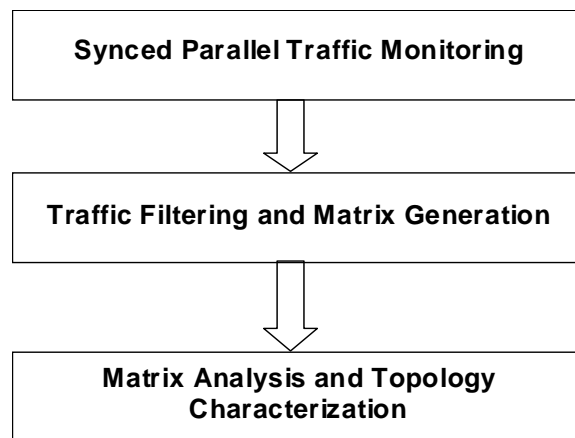 Synced Parallel Traffic Monitoring
Traffic Filtering and Matrix Generation
Matrix Analysis and Topology
Characterization